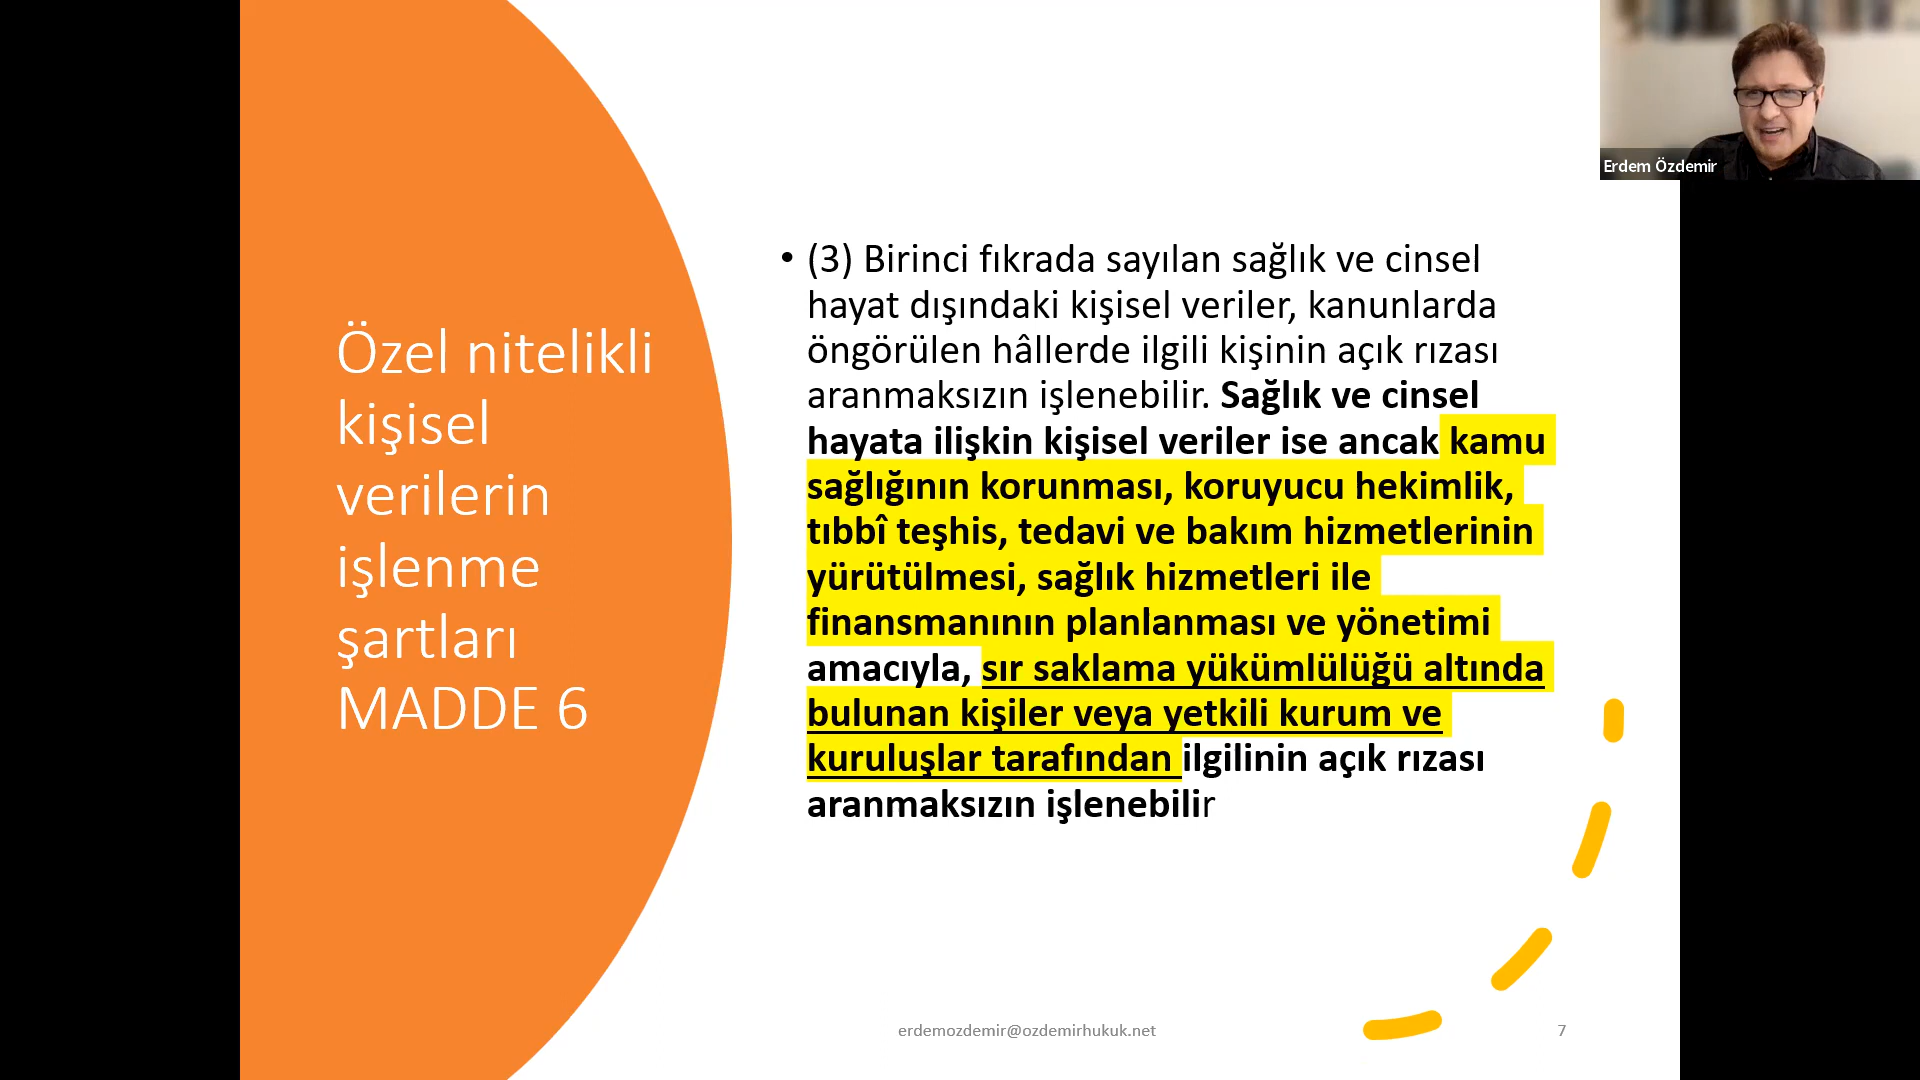 Özel nitelikli
kişisel
verilerin
işlenme
şartları
MADDE 6
• (3) Birinci fıkrada sayılan sağlık ve cinsel
hayat dışındaki kişisel veriler, kanunlarda
öngörülen hâllerde ilgili kişinin açık rızası
aranmaksızın işlenebilir. Sağlık ve cinsel
hayata ilişkin kişisel veriler ise ancak kamu
sağlığının korunması, koruyucu hekimlik,
tıbbî teşhis, tedavi ve bakım hizmetlerinin
yürütülmesi, sağlık hizmetleri ile
finansmanının planlanması ve yönetimi
amacıyla, sır saklama yükümlülüğü altında
bulunan kişiler veya yetkili kurum ve
kuruluşlar tarafından ilgilinin açık rızası
aranmaksızın işlenebilir
erdemozdemir@ozdemirhukuk.net
7
Erdem Özdemir